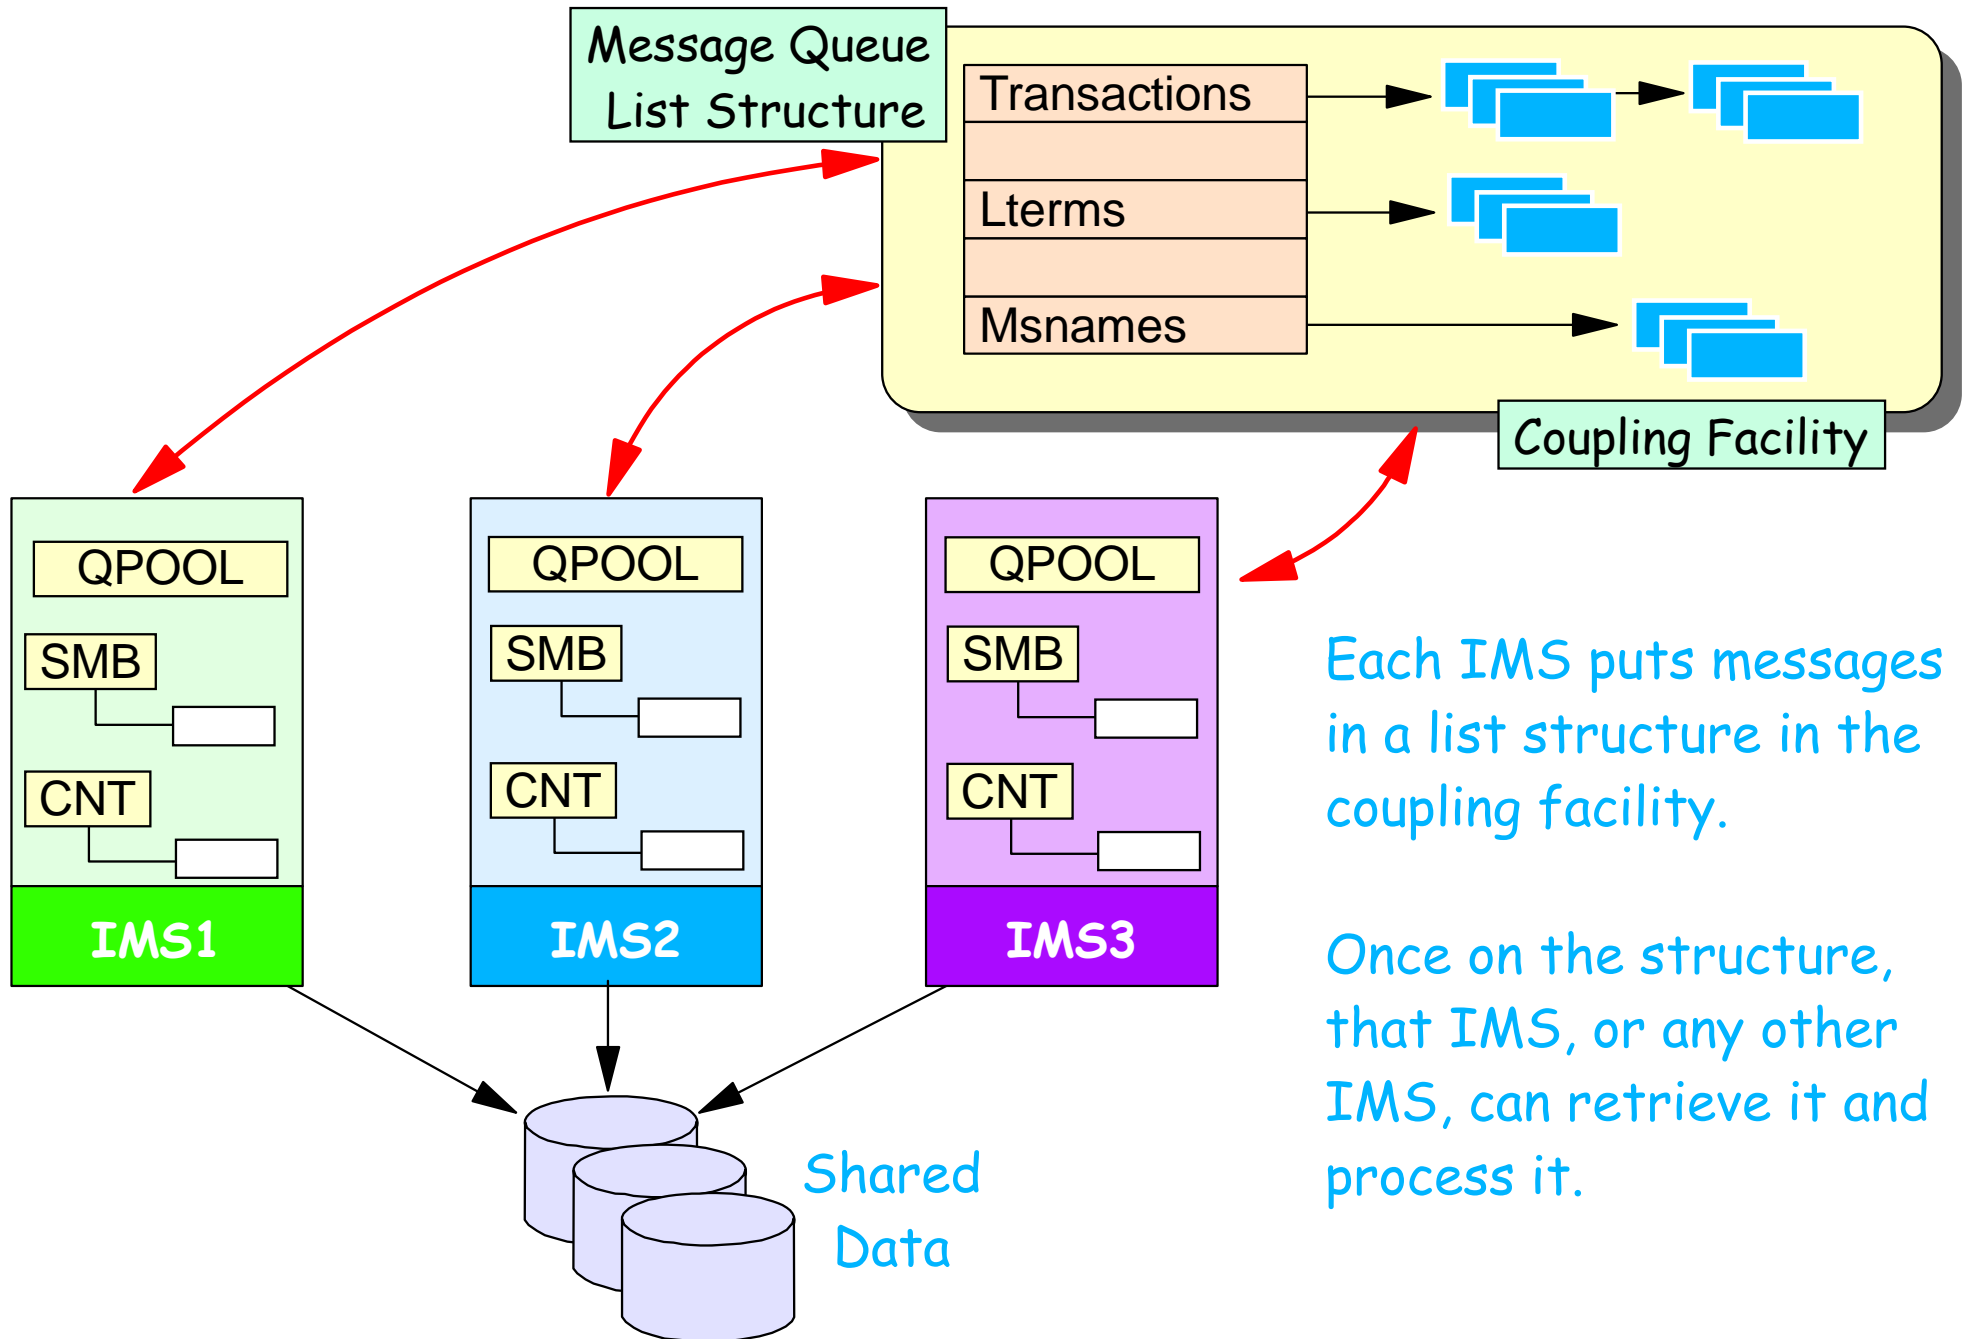 Message Queue
List Structure
Transactions
Lterms
Msnames
Coupling Facility
QPOOL
SMB
CNT
IMS1
QPOOL
SMB
CNT
IMS2
QPOOL
SMB
CNT
IMS3
Each IMS puts messages
in a list structure in the
coupling facility.
Once on the structure,
that IMS, or any other
IMS, can retrieve it and
process it.
Shared
Data